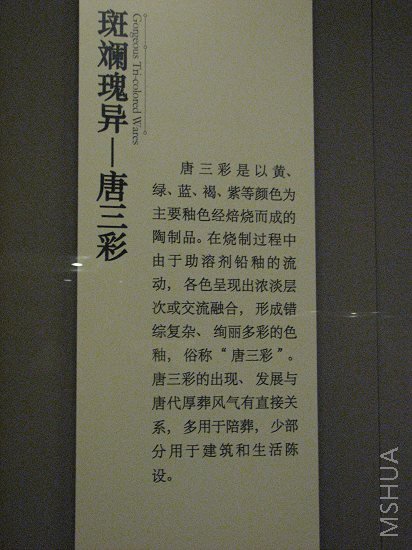 斑斓瑰异—唐三彩
Gorgeous Tri-colored Wares
唐三彩是以黄、
绿、蓝、褐、紫等颜色为
主要釉色经焙烧而成的
陶制品。在烧制过程中
由于助溶剂铅釉的流
动，各色呈现出浓淡层
次或交流融合，形成错
综复杂、绚丽多彩的色
釉，俗称“唐三彩”。
唐三彩的出现、发展与
唐代厚葬风气有直接关
系，多用于陪葬，少部
分用于建筑和生活陈
设。
MSHUA